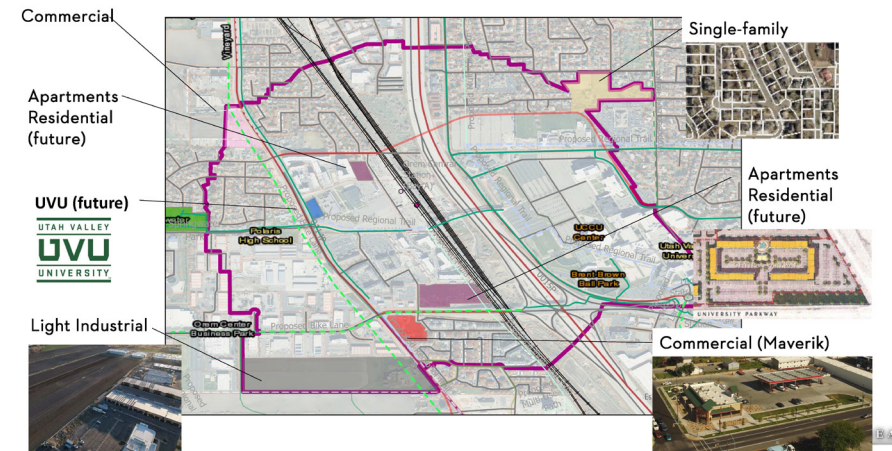 Commercial
Single-family
Vineyard
Apartments
Residential
(future)
Proposed Regional Trail
Apartments
Residential
(future)
UVU (future)
UTAH VALLEY
UVU
UNIVERSITY
Proposed Regional Trail
Polaris
High School
UCCU
Center
Regional Trail
Brent Brown
Ball Park
UNIVERSITY PARKWAY
Light Industrial
Orem Center
Business Park
Proposed Bike Lane
Commercial (Maverik)